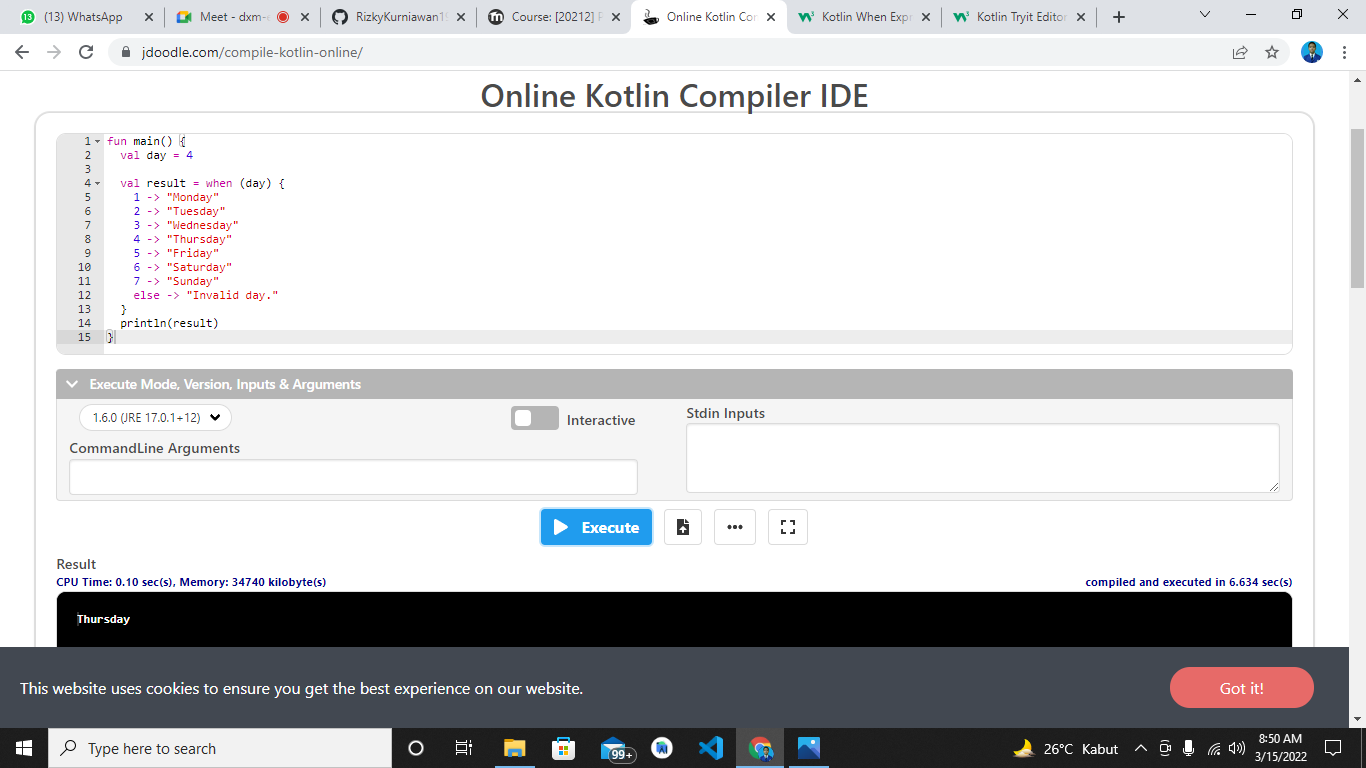 (13) WhatsApp
Meet - dxm-
RizkyKurniawan1
Course: [20212]
Online Kotlin Co
Kotlin When Exp
Kotlin Tryit Editor
jdoodle.com/compile-kotlin-online/
Online Kotlin Compiler IDE
1 fun main() {
2 val day = 4
3
4 val result = when (day) {
5 1 -> "Monday"
6 2 -> "Tuesday"
7 3 -> "Wednesday"
8 4 -> "Thursday"
9 5 -> "Friday"
10 6 -> "Saturday"
11 7 -> "Sunday"
12 else -> "Invalid day."
13 }
14 println(result)
15 }
Execute Mode, Version, Inputs & Arguments
1.6.0 (JRE 17.0.1+12)
Interactive
Stdin Inputs
CommandLine Arguments
Execute
Result
CPU Time: 0.10 sec(s), Memory: 34740 kilobyte(s)
compiled and executed in 6.634 sec(s)
Thursday
This website uses cookies to ensure you get the best experience on our website.
Got it!
Type here to search
99+
26°C Kabut
8:50 AM
3/15/2022